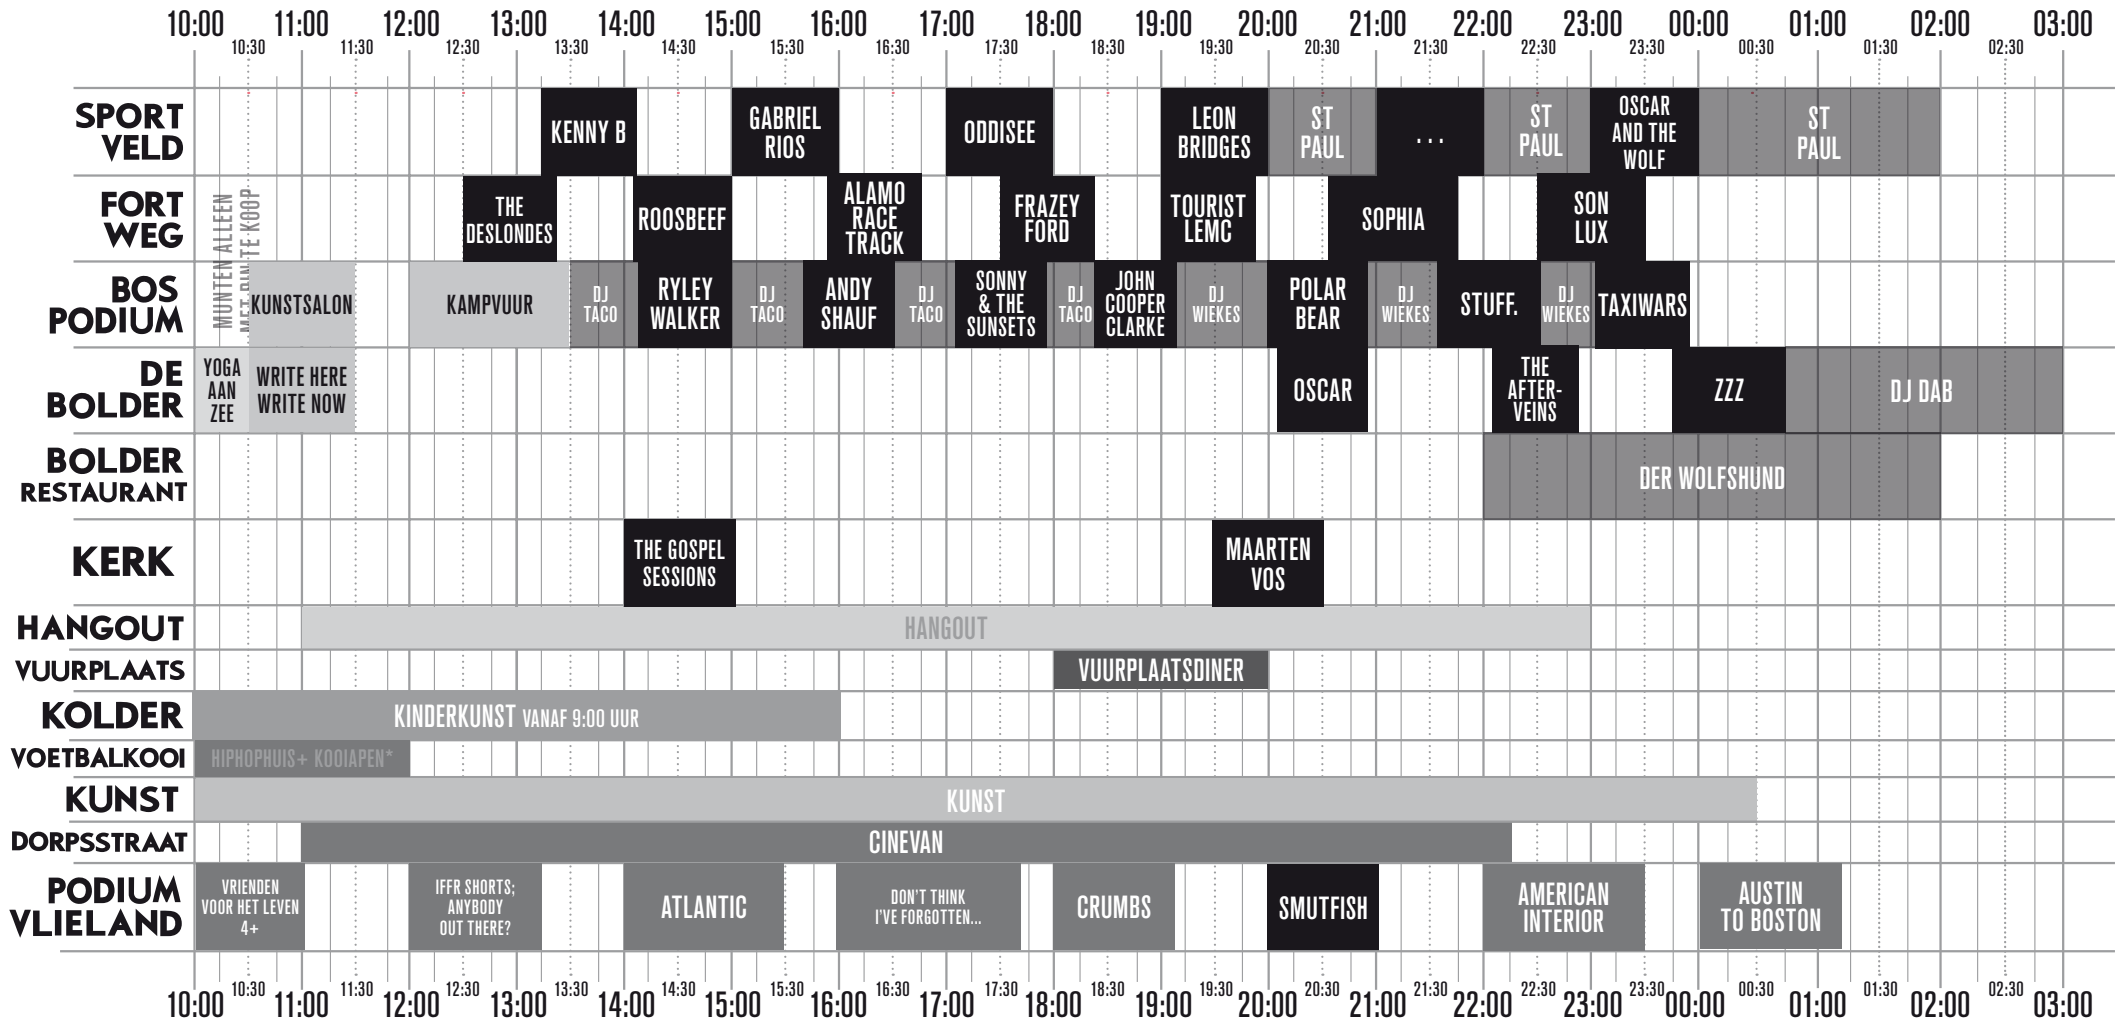 10:00 11:00 12:00 13:00 14:00 15:00 16:00 17:00 18:00 19:00 20:00 21:00 22:00 23:00 00:00 01:00 02:00 03:00
10:30 11:30 12:30 13:30 14:30 15:30 16:30 17:30 18:30 19:30 20:30 21:30 22:30 23:30 00:30 01:30 02:30
SPORT
VELD
KENNY B
GABRIEL
RIOS
ODDISEE
LEON
BRIDGES
ST
PAUL
...
ST
PAUL
OSCAR
AND THE
WOLF
ST
PAUL
FORT
WEG
MUNTEN ALLEEN
MET PIN TE KOOP
THE
DESLONDES
ROOSBEEF
ALAMO
RACE
TRACK
FRAZEY
FORD
TOURIST
LEMC
SOPHIA
SON
LUX
BOS
PODIUM
KUNSTSALON
KAMPVUUR
DJ
TACO
RYLEY
WALKER
DJ
TACO
ANDY
SHAUF
DJ
TACO
SONNY
& THE
SUNSETS
DJ
TACO
JOHN
COOPER
CLARKE
DJ
WIEKES
POLAR
BEAR
DJ
WIEKES
STUFF.
DJ
WIEKES
TAXIWARS
DE
BOLDER
YOGA
AAN
ZEE
WRITE HERE
WRITE NOW
OSCAR
THE
AFTER-
VEINS
ZZZ
DJ DAB
BOLDER
RESTAURANT
DER WOLFSHUND
KERK
THE GOSPEL
SESSIONS
MAARTEN
VOS
HANGOUT
HANGOUT
VUURPLAATS
VUURPLAATSDINER
KOLDER
KINDERKUNST VANAF 9:00 UUR
VOETBALKOOI
HIPHOPHUIS+ KOOIAPEN*
KUNST
KUNST
DORPSSTRAAT
CINEVAN
PODIUM
VLIELAND
VRIENDEN
VOOR HET LEVEN
4+
IFFR SHORTS;
ANYBODY
OUT THERE?
ATLANTIC
DON'T THINK
I'VE FORGOTTEN...
CRUMBS
SMUTFISH
AMERICAN
INTERIOR
AUSTIN
TO BOSTON
10:30 11:30 12:30 13:30 14:30 15:30 16:30 17:30 18:30 19:30 20:30 21:30 22:30 23:30 00:30 01:30 02:30
10:00 11:00 12:00 13:00 14:00 15:00 16:00 17:00 18:00 19:00 20:00 21:00 22:00 23:00 00:00 01:00 02:00 03:00